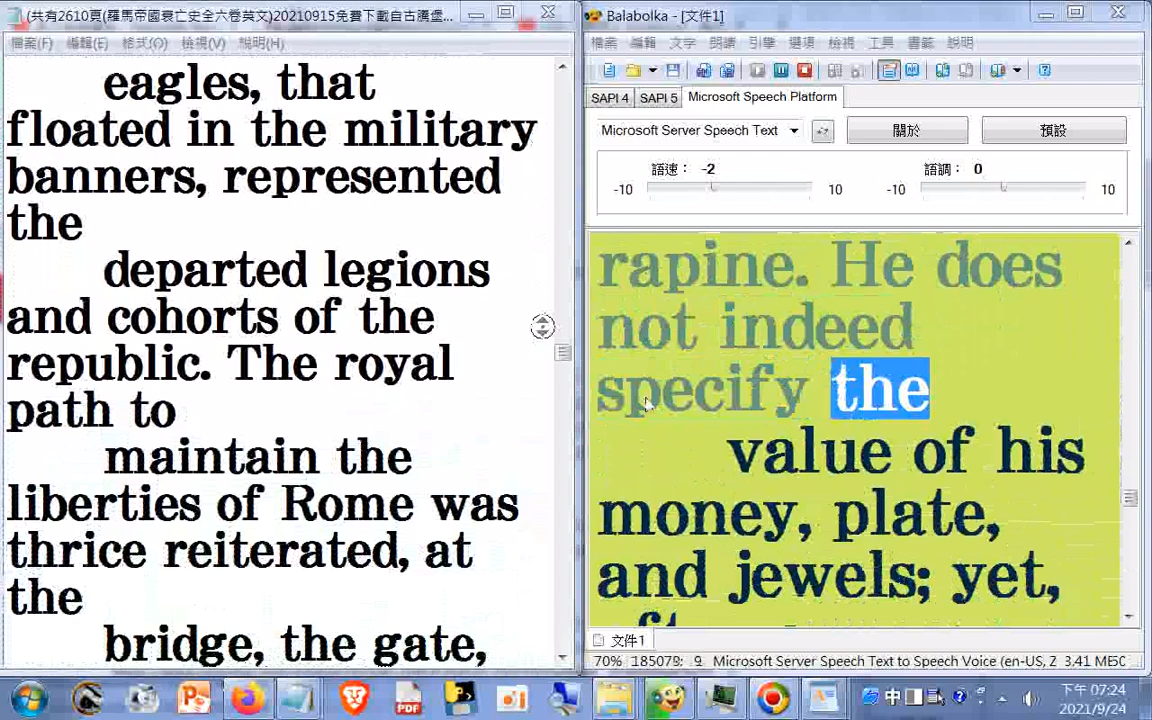 (共有2610頁(羅馬帝國衰亡史全六卷英文)20210915免費下載自古騰堡...
檔案(F) 編輯(E) 格式(O) 檢視(V) 說明(H)
eagles, that
floated in the military
banners, represented
the
departed legions
and cohorts of the
republic. The royal
path to
maintain the
liberties of Rome was
thrice reiterated, at
the
bridge, the gate,
Balabolka - [文件1]
檔案 編輯 文字 朗讀 引擎 選項 檢視 工具 書籤 說明
SAPI 4 SAPI 5 Microsoft Speech Platform
Microsoft Server Speech Text 關於 預設
語速： -2 語調： 0
-10 10 -10 10
rapine. He does
not indeed
specify the
value of his
money, plate,
and jewels; yet,
文件1
70% 185079: 9 Microsoft Server Speech Text to Speech Voice (en-US, Z 3.41 МБ
中
下午 07:24
2021/9/24